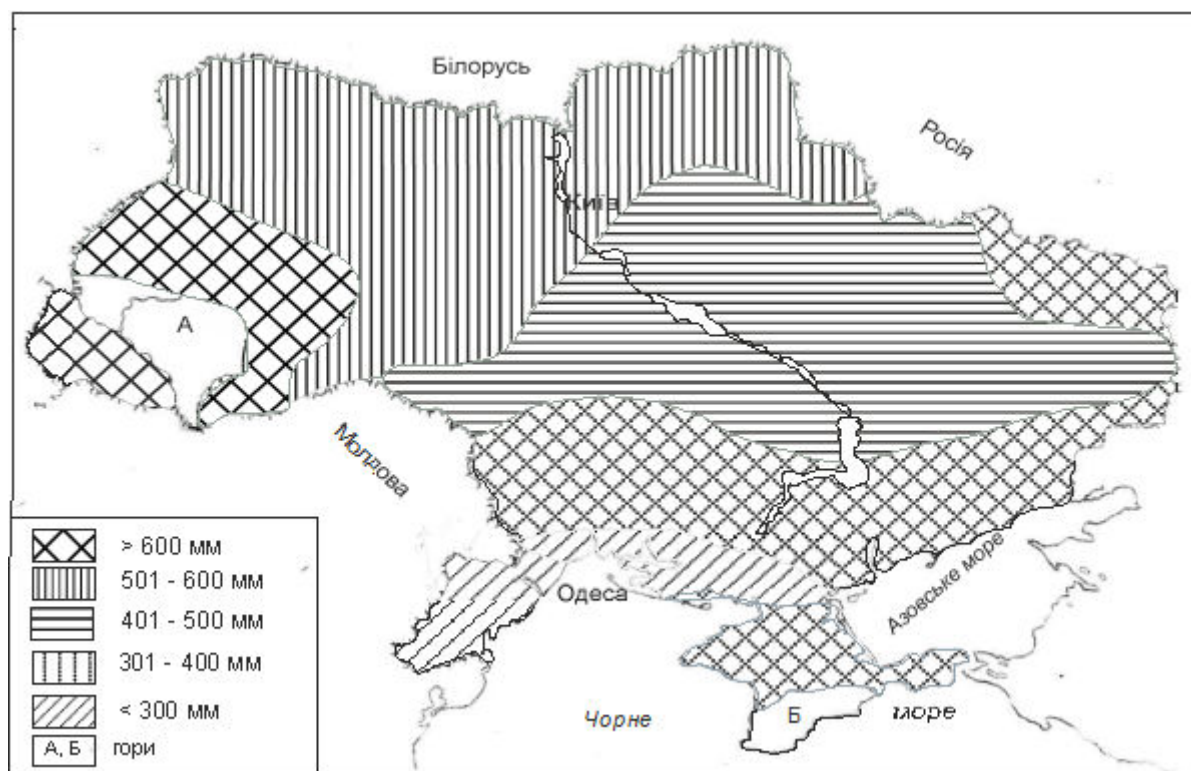 Білорусь
Росія
Київ
А
Молдова
Одеса
Азовське море
Чорне
море
Б
> 600 мм
501 - 600 мм
401 - 500 мм
301 - 400 мм
< 300 мм
А, Б гори